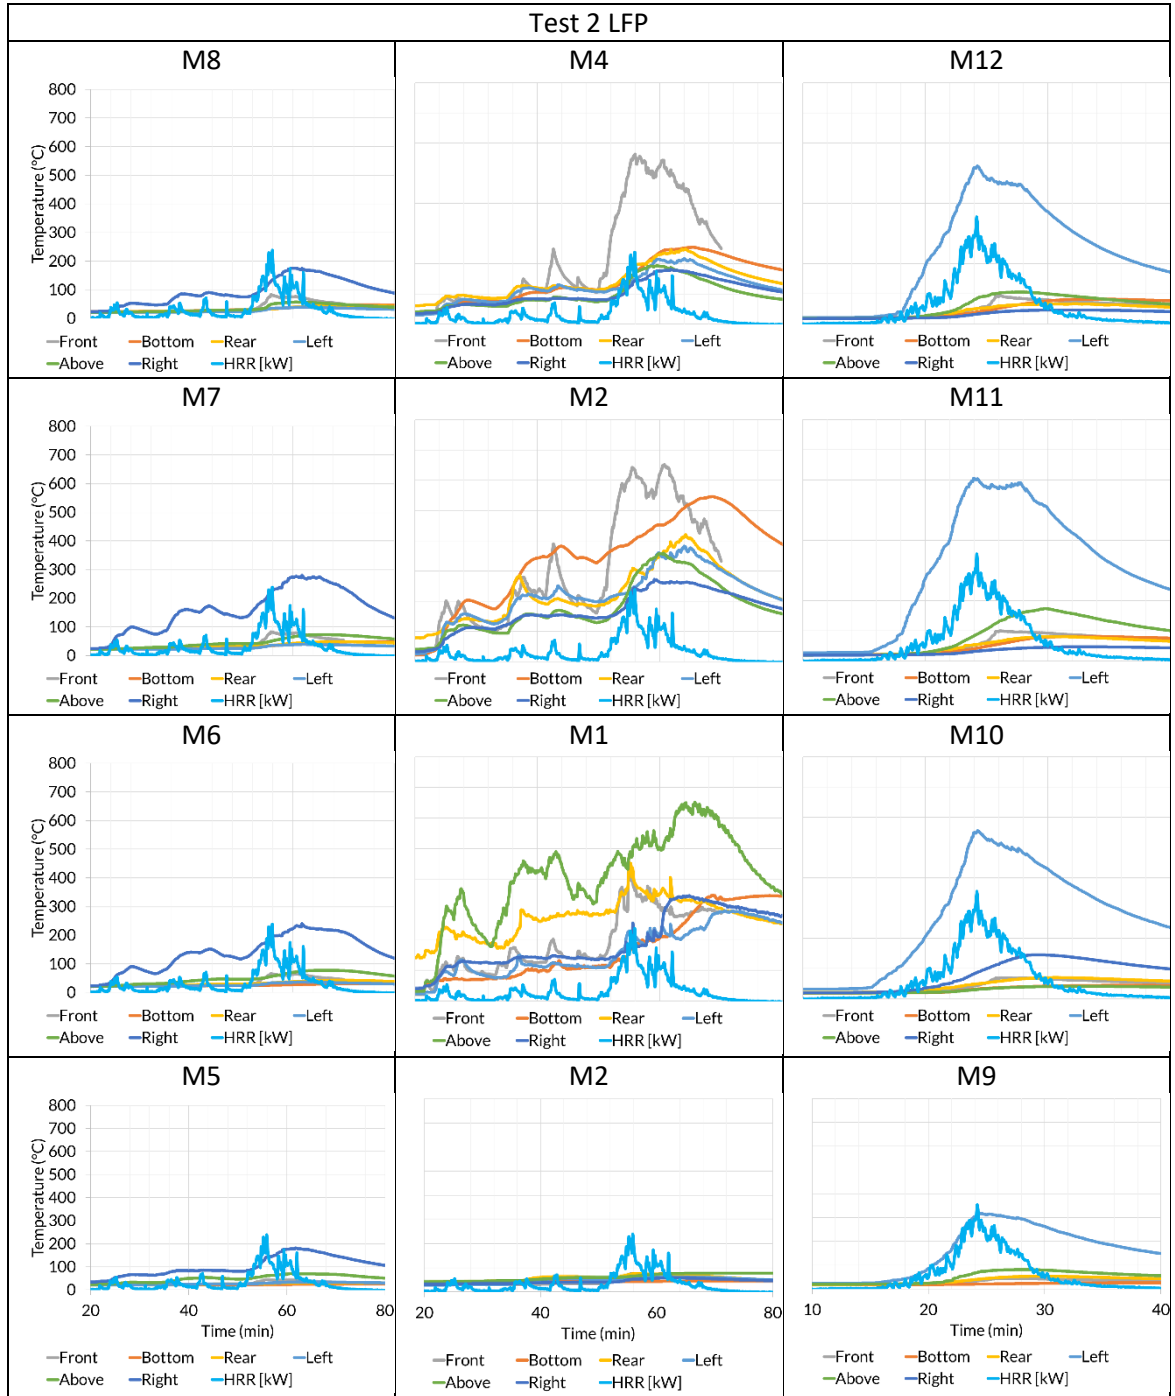 Test 2 LFP
M8 M4 M12
800
700
600
500
400
300
200
100
0
Temperature (°C)
Front Bottom Rear Left
Above Right HRR [kW]
Front Bottom Rear Left
Above Right HRR [kW]
Front Bottom Rear Left
Above Right HRR [kW]
M7 M2 M11
800
700
600
500
400
300
200
100
0
Temperature (°C)
Front Bottom Rear Left
Above Right HRR [kW]
Front Bottom Rear Left
Above Right HRR [kW]
Front Bottom Rear Left
Above Right HRR [kW]
M6 M1 M10
800
700
600
500
400
300
200
100
0
Temperature (°C)
Front Bottom Rear Left
Above Right HRR [kW]
Front Bottom Rear Left
Above Right HRR [kW]
Front Bottom Rear Left
Above Right HRR [kW]
M5 M2 M9
800
700
600
500
400
300
200
100
0
Temperature (°C)
20 40 60 80
Time (min)
Front Bottom Rear Left
Above Right HRR [kW]
20 40 60 80
Time (min)
Front Bottom Rear Left
Above Right HRR [kW]
10 20 30 40
Time (min)
Front Bottom Rear Left
Above Right HRR [kW]